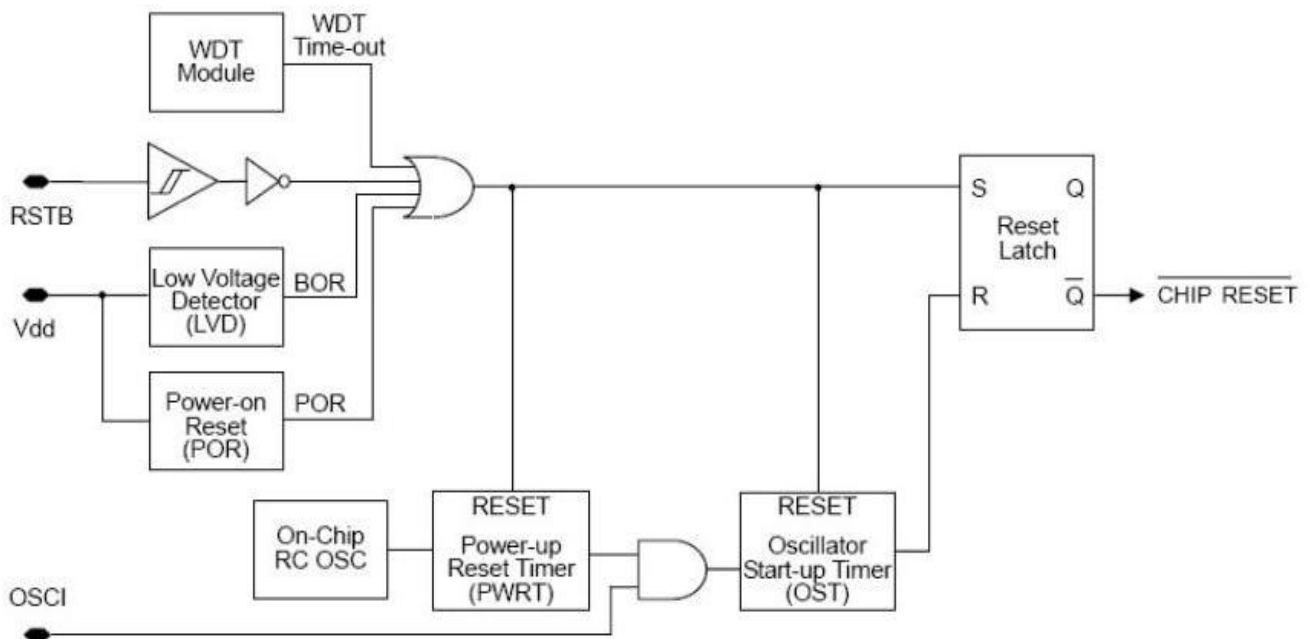 WDT
Module
WDT
Time-out
RSTB
Low Voltage
Detector
(LVD)
BOR
Vdd
Power-on
Reset
(POR)
POR
S
Q
Reset
Latch
R
Q
CHIP RESET
On-Chip
RC OSC
RESET
Power-up
Reset Timer
(PWRT)
RESET
Oscillator
Start-up Timer
(OST)
OSCI